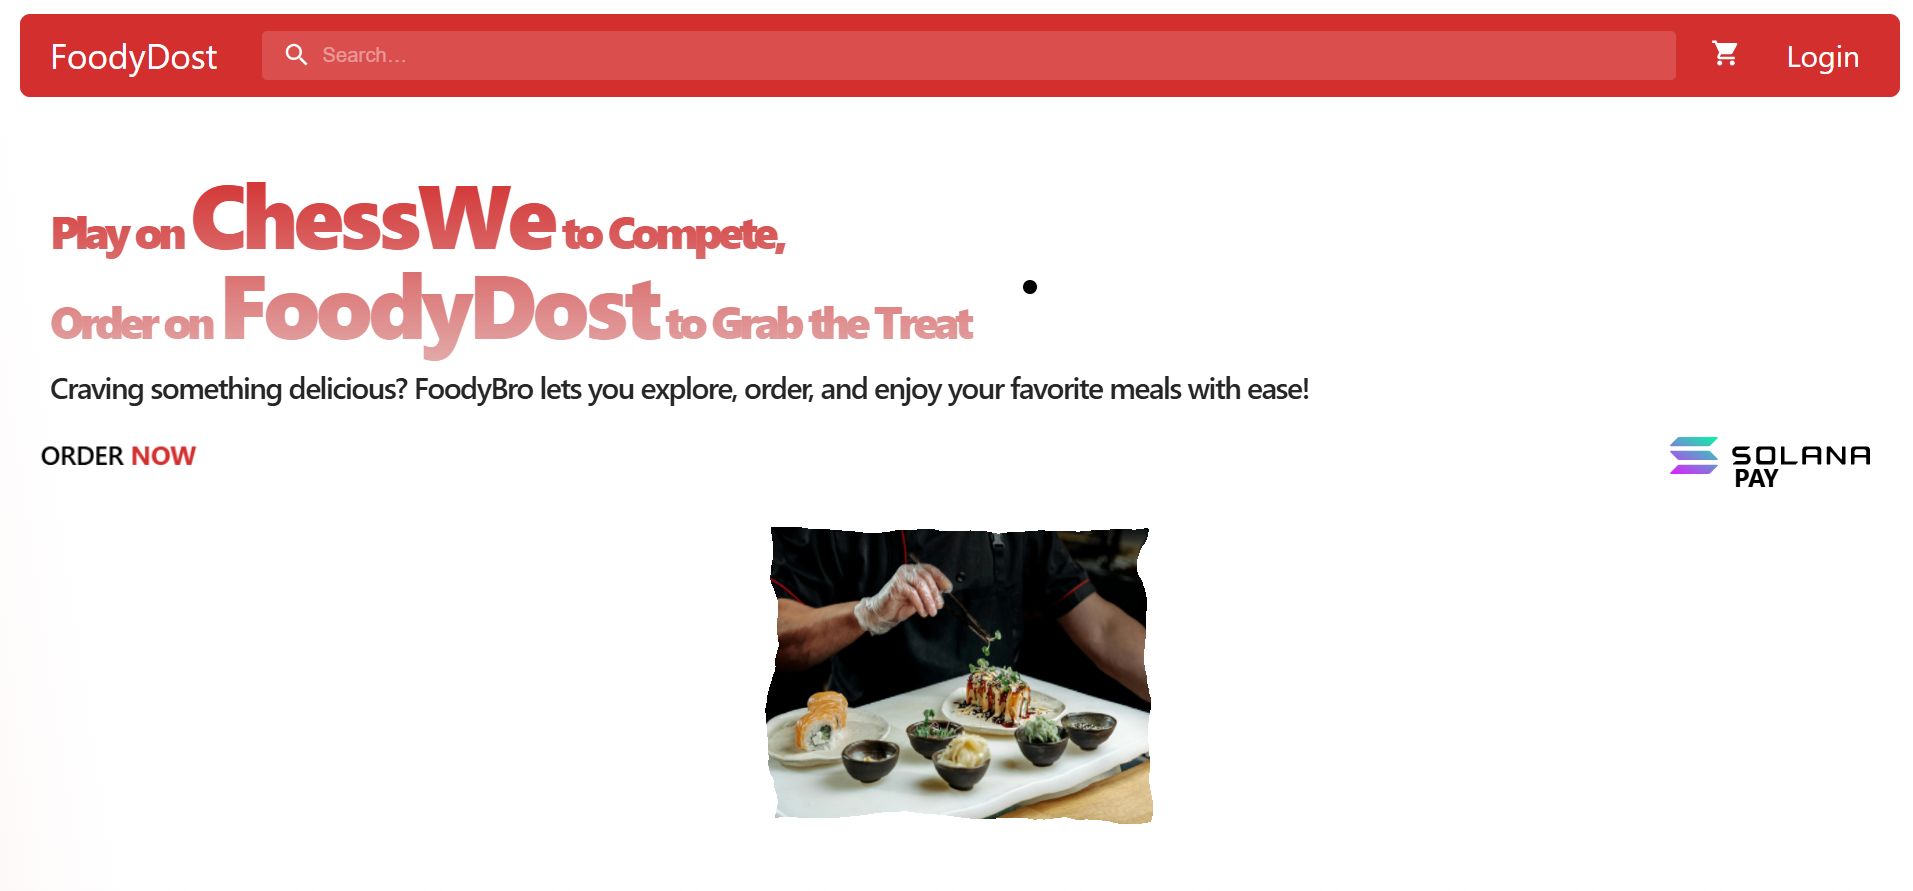 FoodyDost
Search...
Login
Play on ChessWe to Compete,
Order on FoodyDost to Grab the Treat
Craving something delicious? FoodyBro lets you explore, order, and enjoy your favorite meals with ease!
ORDER NOW
SOLANA
PAY